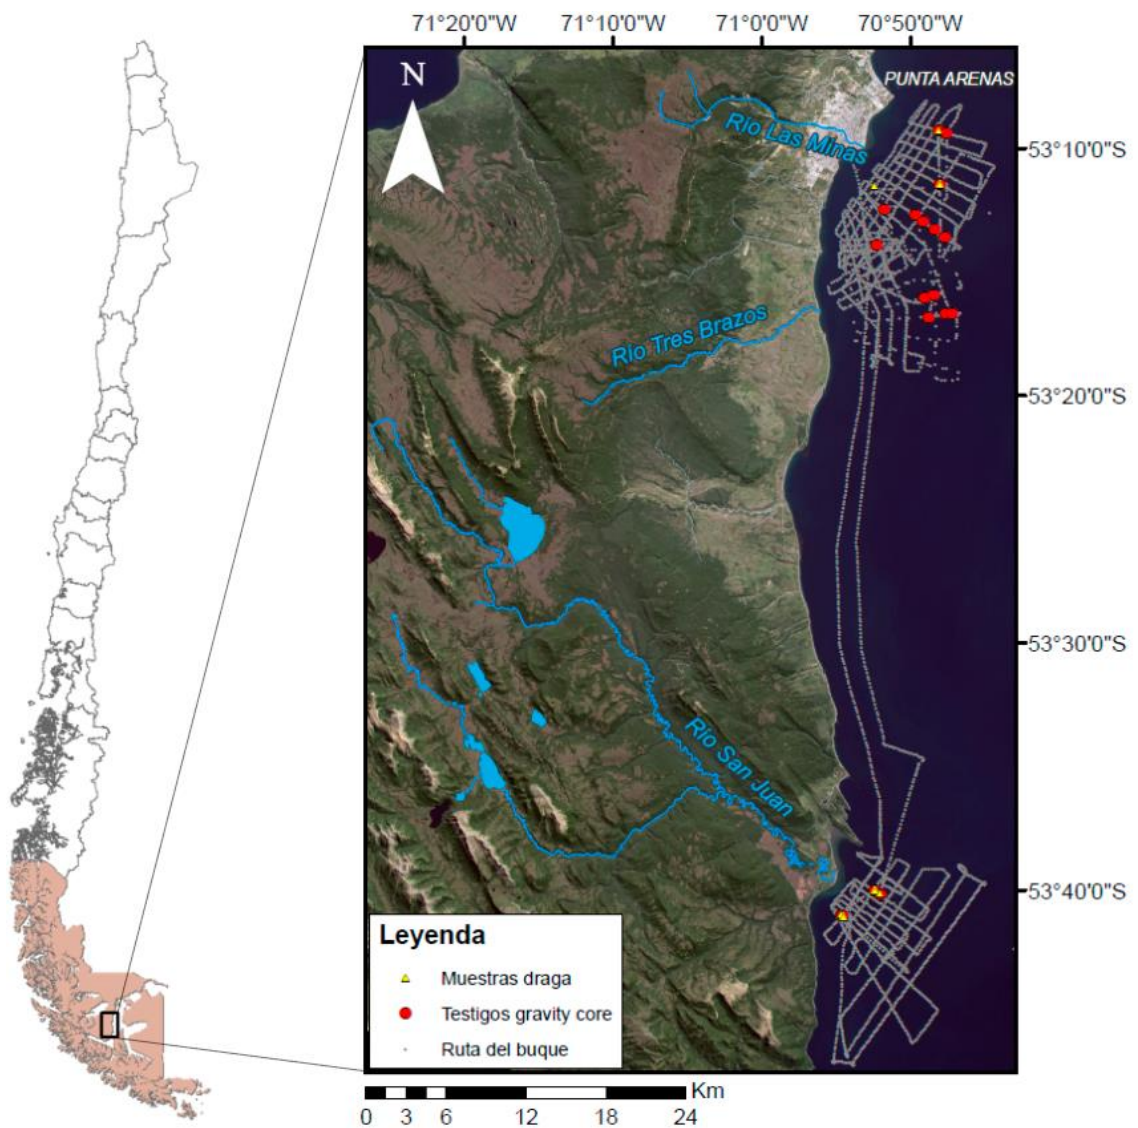 71°20'0"W 71°10'0"W 71°0'0"W 70°50'0"W
N
PUNTA ARENAS
Rio Las Minas
53°10'0"S
Rio Tres Brazos
53°20'0"S
53°30'0"S
Rio San Juan
53°40'0"S
Leyenda
Muestras draga
Testigos gravity core
Ruta del buque
Km
0 3 6 12 18 24